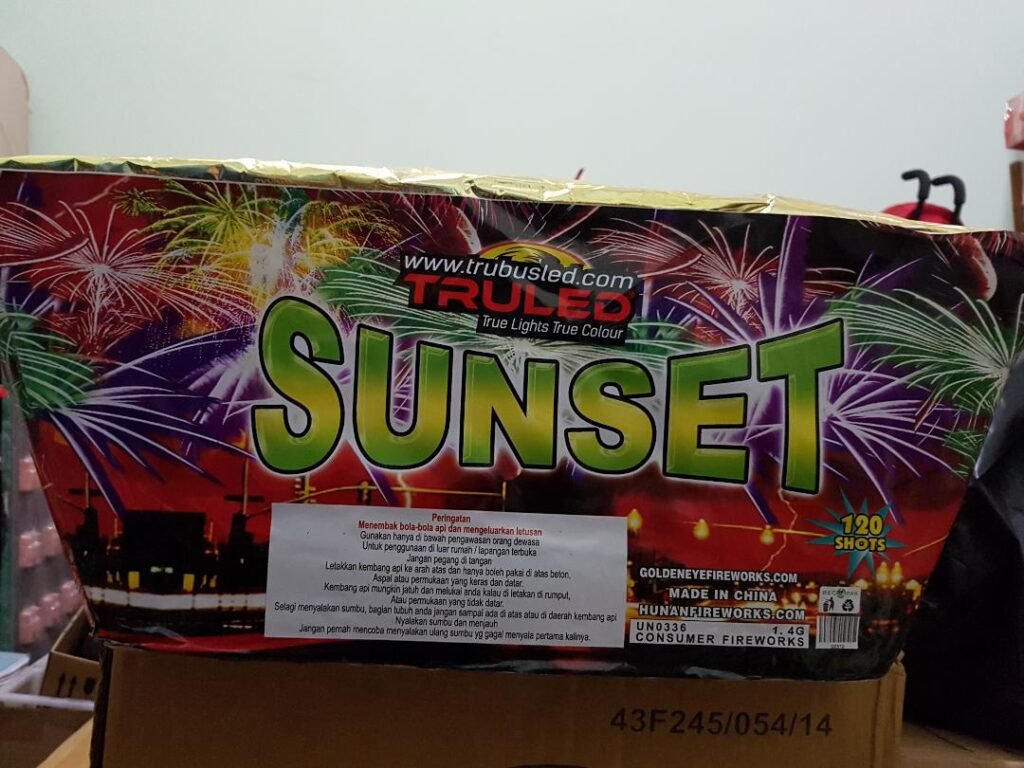 www.trubusled.com
TRULED
True Lights True Colour
SUNSET
120
SHOTS
Peringatan
Menembak bola-bola api dan mengeluarkan letusan
Gunakan hanya di bawah pengawasan orang dewasa
Untuk penggunaan di luar rumah / lapangan terbuka
Jangan pegang di tangan
Letakkan kembang api ke arah atas dan hanya boleh pakai di atas beton,
Aspal atau permukaan yang keras dan datar.
Kembang api mungkin jatuh dan melukai anda kalau di letakan di rumput,
Atau permukaan yang tidak datar.
Selagi menyalakan sumbu, bagian tubuh anda jangan sampai ada di atas atau di daerah kembang api
Nyalakan sumbu dan menjauh
Jangan pernah mencoba menyalakan ulang sumbu yg gagal menyala pertama kalinya.
GOLDENEYEFIREWORKS.COM
MADE IN CHINA
HUNANFIREWORKS.COM
UN0336 1.4G
CONSUMER FIREWORKS
43F245/054/14